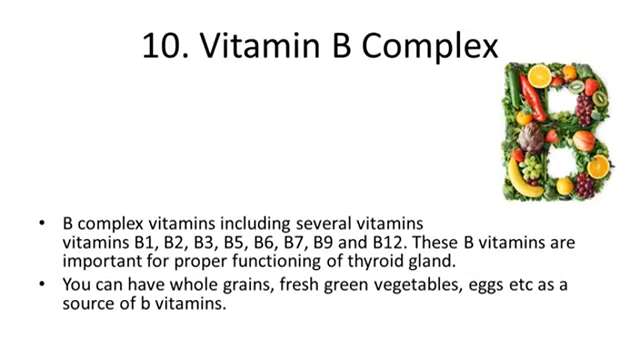 10. Vitamin B Complex
• B complex vitamins including several vitamins
vitamins B1, B2, B3, B5, B6, B7, B9 and B12. These B vitamins are
important for proper functioning of thyroid gland.
• You can have whole grains, fresh green vegetables, eggs etc as a
source of b vitamins.